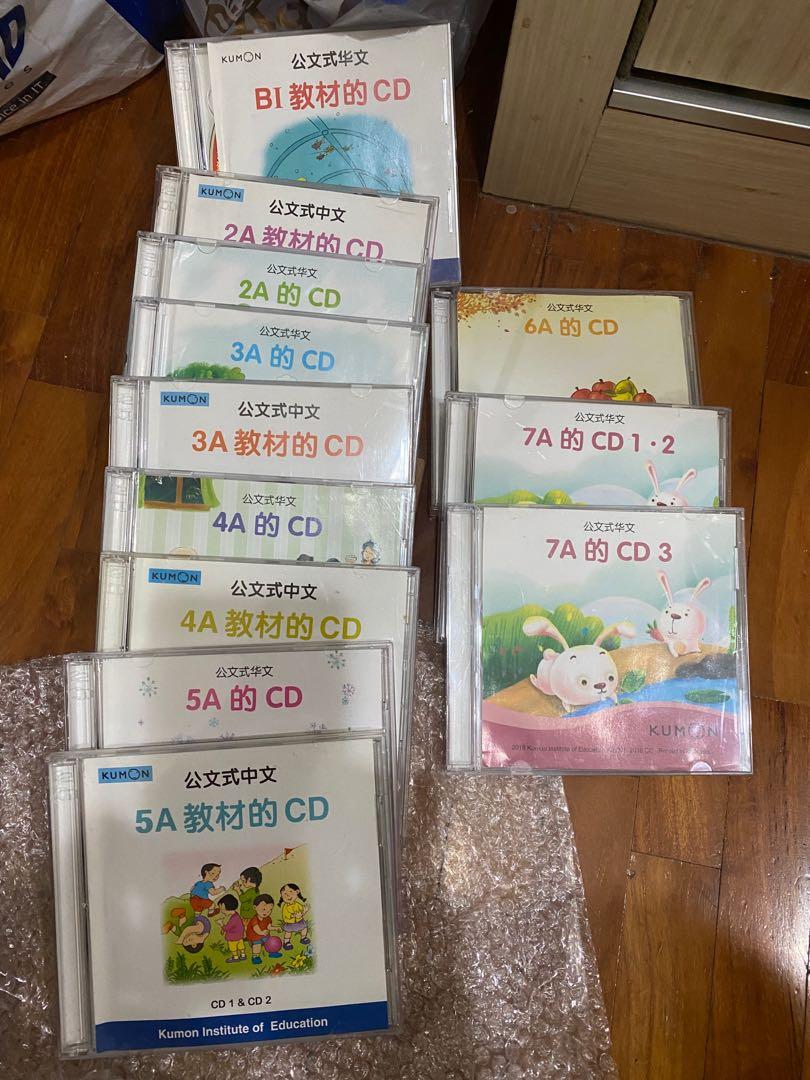 KUMON
公文式华文
BI 教材的 CD
KUMON
公文式中文
2A 教材的 CD
公文式华文
2A 的 CD
公文式华文
3A 的 CD
KUMON
公文式中文
3A 教材的 CD
公文式华文
4A 的 CD
KUMON
公文式中文
4A 教材的 CD
公文式华文
5A 的 CD
KUMON
公文式中文
5A 教材的 CD
CD 1 & CD 2
Kumon Institute of Education
公文式华文
6A 的 CD
公文式华文
7A 的 CD 1·2
公文式华文
7A 的 CD 3
KUMON
Kumon Institute of Education